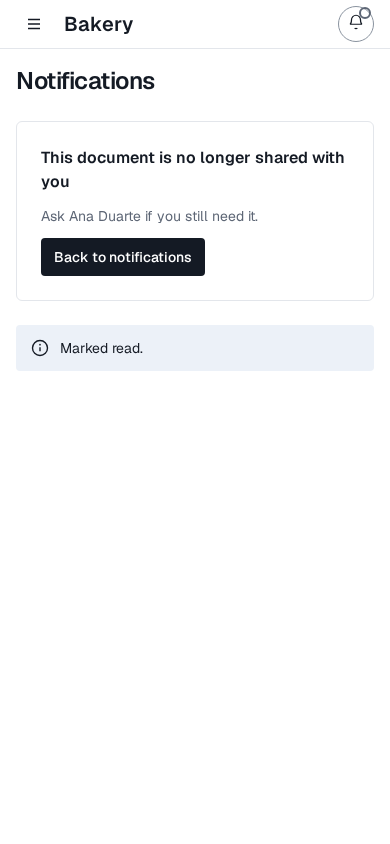 Bakery
Notifications
This document is no longer shared with
you
Ask Ana Duarte if you still need it.
Back to notifications
Marked read.